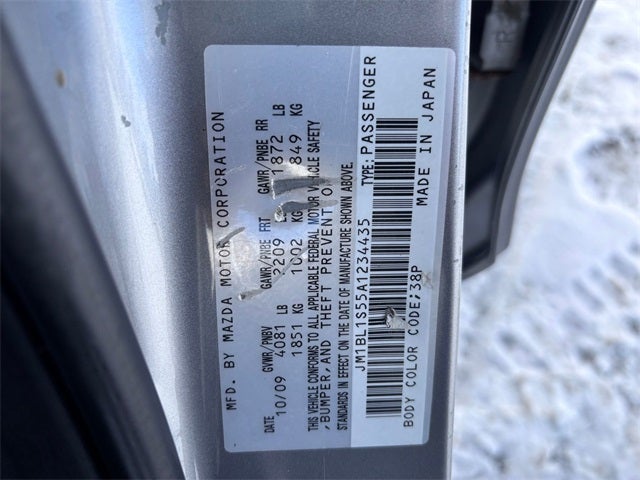 MFD. BY MAZDA MOTOR CORPORATION
DATE GVWR/PNBV GAWR/PNBE FRT GAWR/PNBE RR
10/09 4081 LB 2209 1872 LB
1851 KG 1002 KG 849 KG
THIS VEHICLE CONFORMS TO ALL APPLICABLE FEDERAL MOTOR VEHICLE SAFETY
,BUMPER,AND THEFT PREVENT
STANDARDS IN EFFECT ON THE DATE OF MANUFACTURE SHOWN ABOVE.
JM1BL1S55A1234435 TYPE:PASSENGER
BODY COLOR CODE;38P MADE IN JAPAN
R